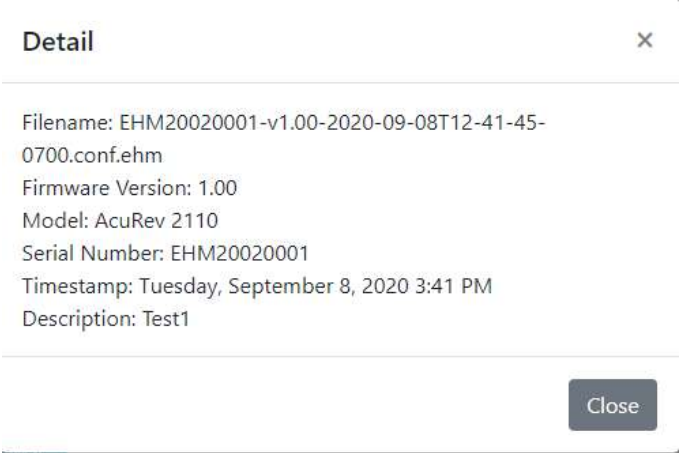 Detail
×
Filename: EHM20020001-v1.00-2020-09-08T12-41-45-
0700.conf.ehm
Firmware Version: 1.00
Model: AcuRev 2110
Serial Number: EHM20020001
Timestamp: Tuesday, September 8, 2020 3:41 PM
Description: Test1
Close